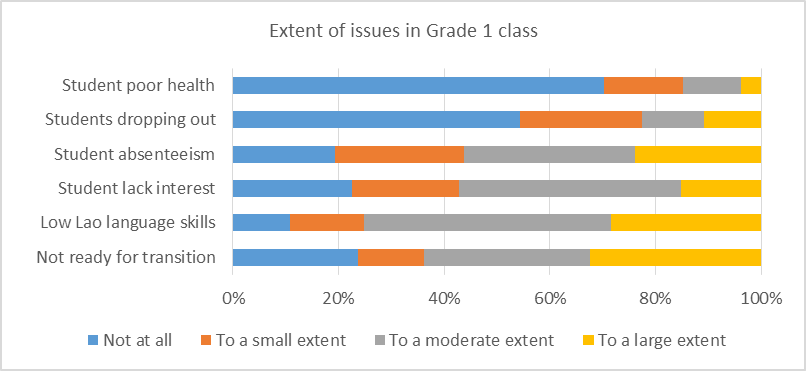 Extent of issues in Grade 1 class
Student poor health
Students dropping out
Student absenteeism
Student lack interest
Low Lao language skills
Not ready for transition
0% 20% 40% 60% 80% 100%
Not at all To a small extent To a moderate extent To a large extent